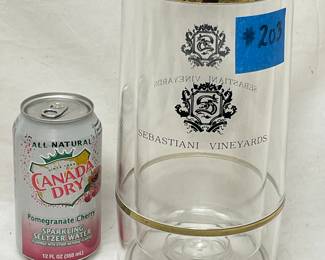 #203
SEBASTIANI VINEYARDS
S
SEBASTIANI VINEYARDS
ALL NATURAL
CANADA
DRY
Pomegranate Cherry
SPARKLING
SELTZER WATER
12 FL OZ (355 mL)